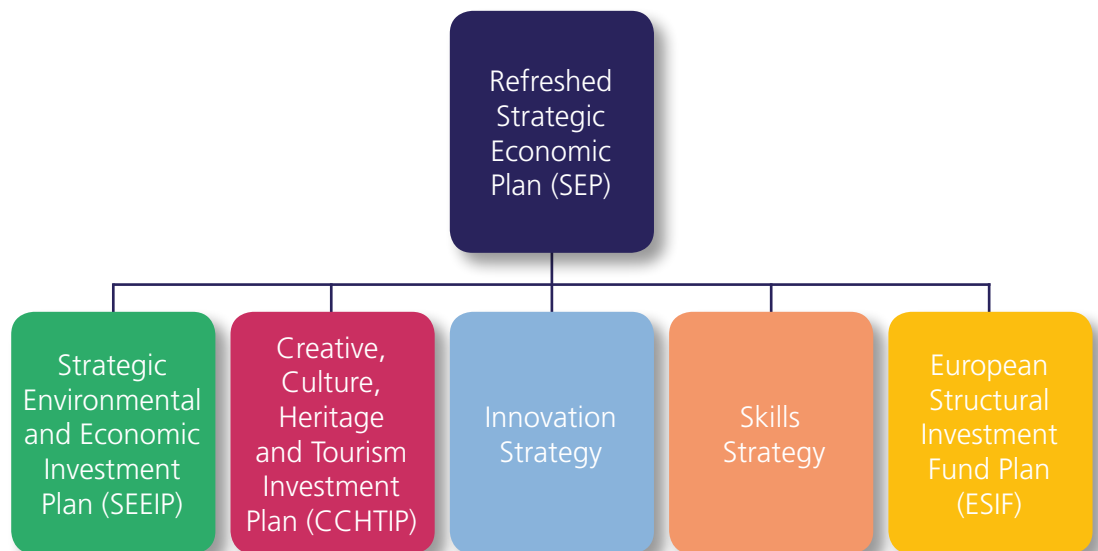 Refreshed
Strategic
Economic
Plan (SEP)
Strategic
Environmental
and Economic
Investment
Plan (SEEIP)
Creative,
Culture,
Heritage
and Tourism
Investment
Plan (CCHTIP)
Innovation
Strategy
Skills
Strategy
European
Structural
Investment
Fund Plan
(ESIF)